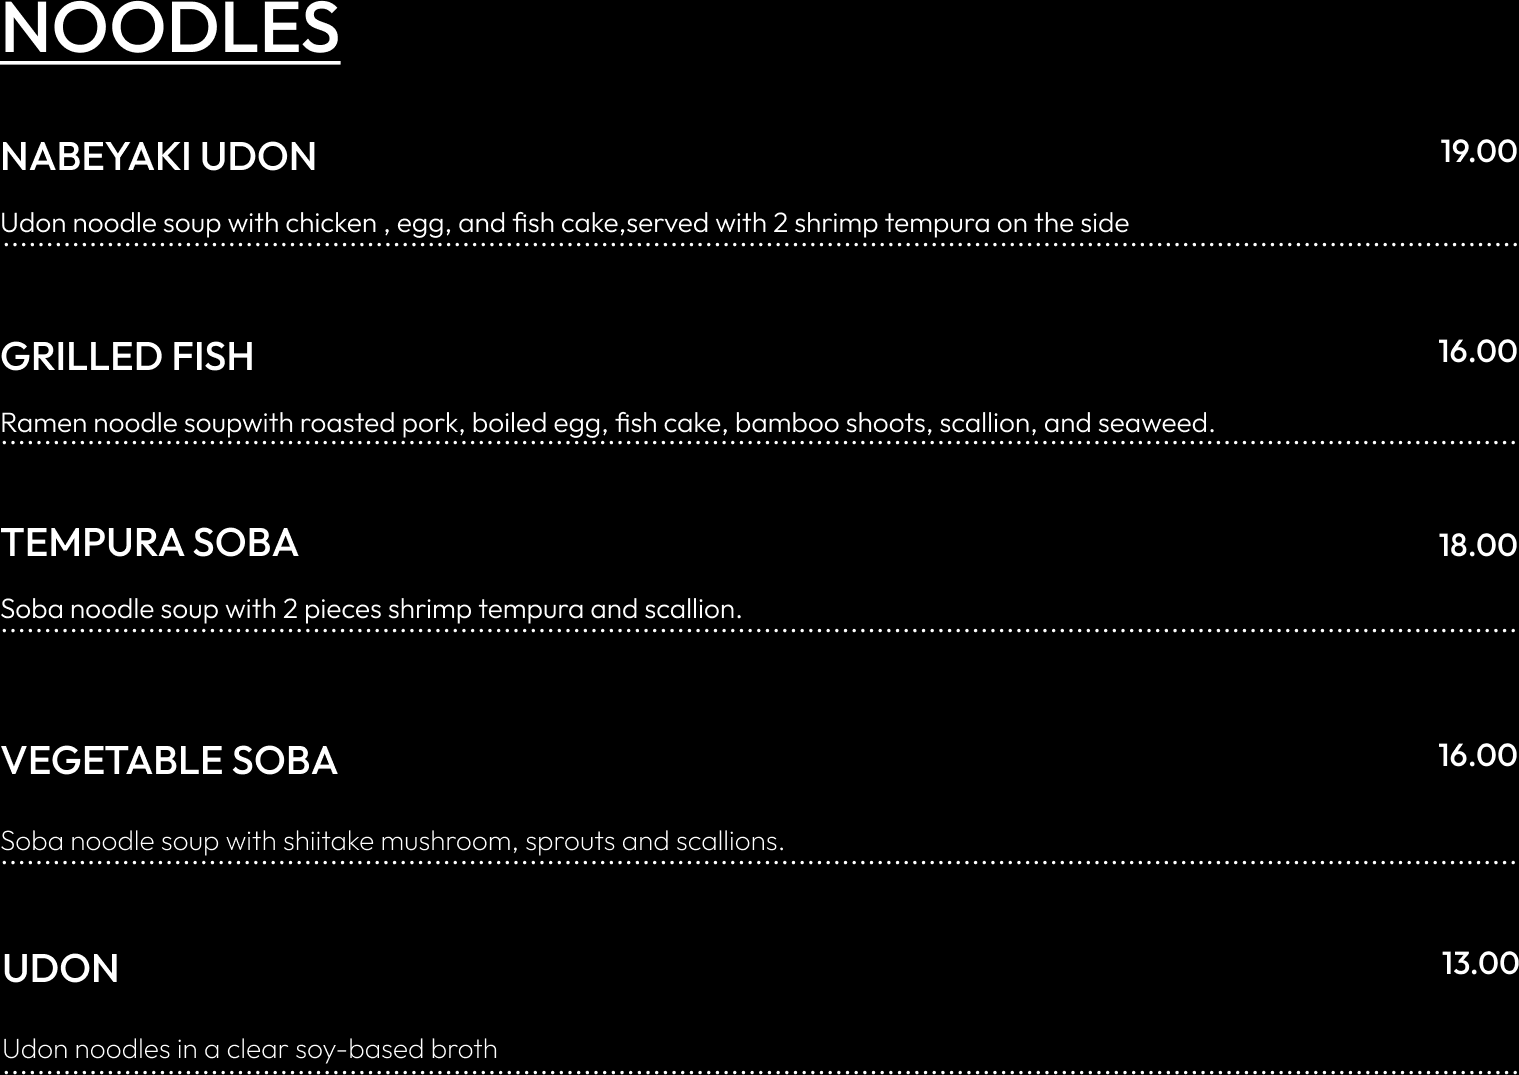 NOODLES
NABEYAKI UDON 19.00
Udon noodle soup with chicken , egg, and fish cake,served with 2 shrimp tempura on the side
GRILLED FISH 16.00
Ramen noodle soupwith roasted pork, boiled egg, fish cake, bamboo shoots, scallion, and seaweed.
TEMPURA SOBA 18.00
Soba noodle soup with 2 pieces shrimp tempura and scallion.
VEGETABLE SOBA 16.00
Soba noodle soup with shiitake mushroom, sprouts and scallions.
UDON 13.00
Udon noodles in a clear soy-based broth